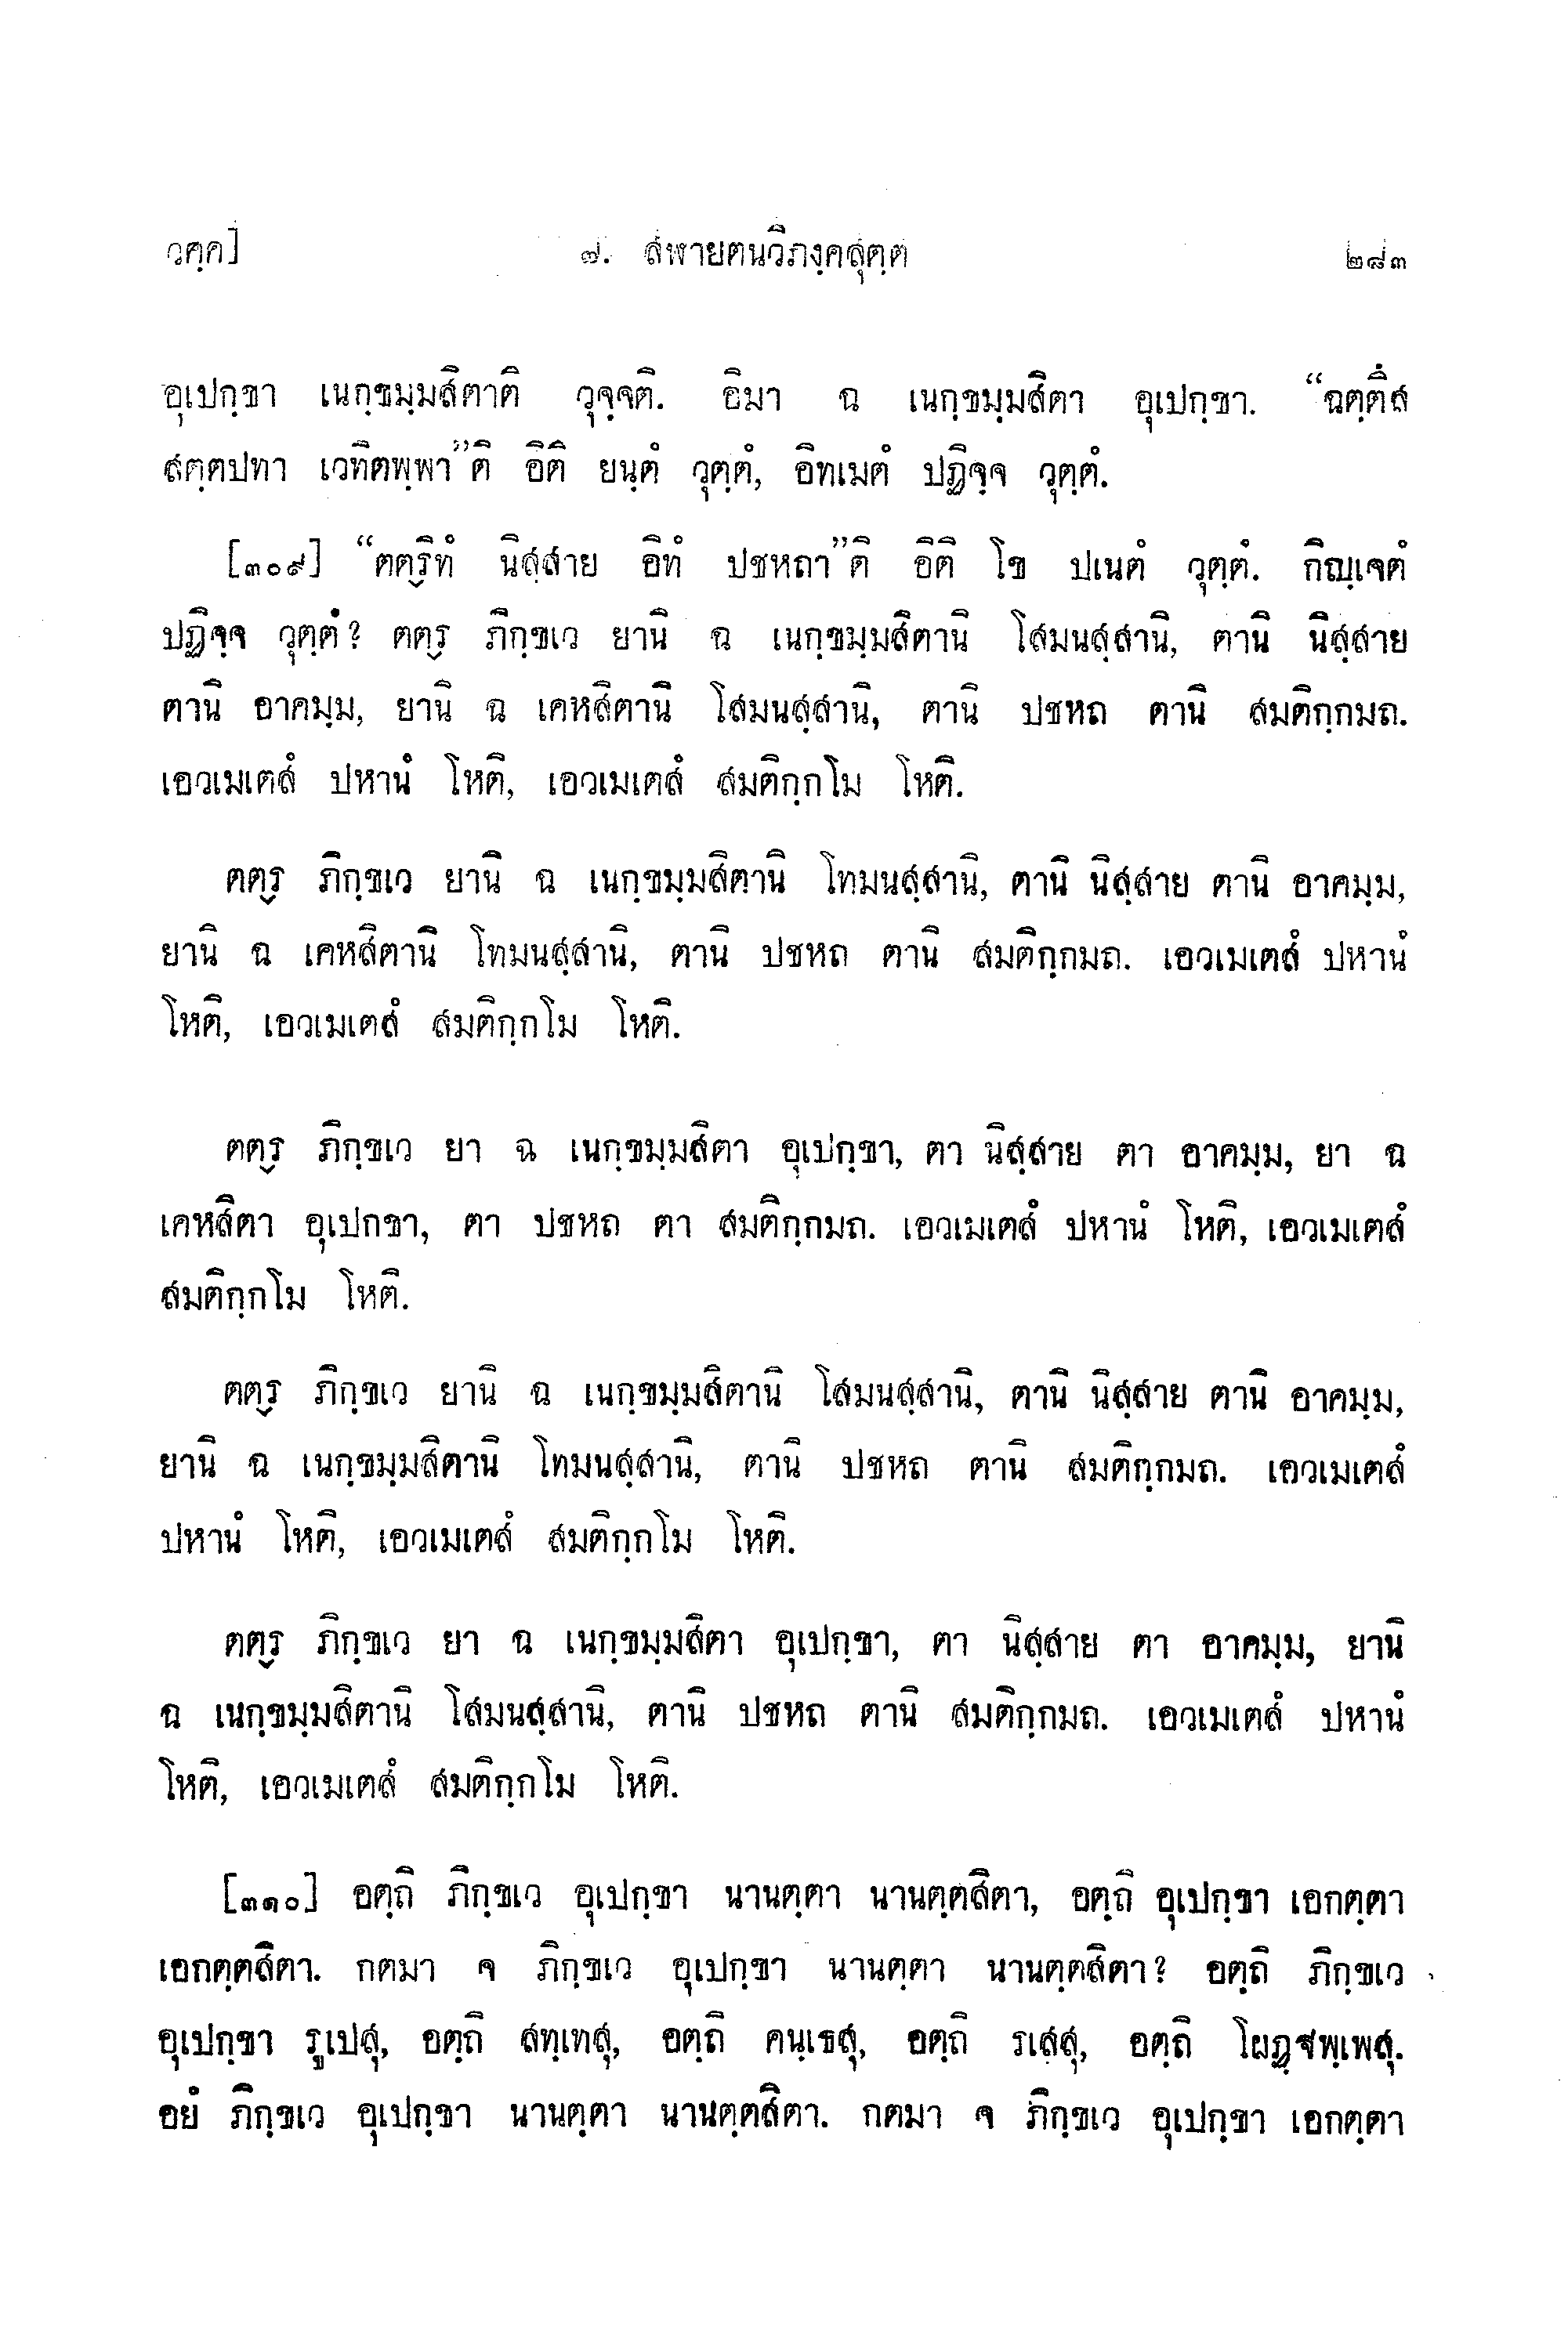 วคฺค] ๗. สฬายตนวิภงฺคสุตฺต ๒๘๓
อุเปกฺขา เนกฺขมฺมสิตาติ วุจฺจติ. อิมา ฉ เนกฺขมฺมสิตา อุเปกฺขา. “ฉตฺตึส
สตฺตปทา เวทิตพฺพา”ติ อิติ ยนฺตํ วุตฺตํ, อิทเมตํ ปฏิจฺจ วุตฺตํ.
[๓๐๙] “ตตฺริทํ นิสฺสาย อิทํ ปชหถา”ติ อิติ โข ปเนตํ วุตฺตํ. กิญฺเจตํ
ปฏิจฺจ วุตฺตํ? ตตฺร ภิกฺขเว ยานิ ฉ เนกฺขมฺมสิตานิ โสมนสฺสานิ, ตานิ นิสฺสาย
ตานิ อาคมฺม, ยานิ ฉ เคหสิตานิ โสมนสฺสานิ, ตานิ ปชหถ ตานิ สมติกฺกมถ.
เอวเมเตสํ ปหานํ โหติ, เอวเมเตสํ สมติกฺกโม โหติ.
ตตฺร ภิกฺขเว ยานิ ฉ เนกฺขมฺมสิตานิ โทมนสฺสานิ, ตานิ นิสฺสาย ตานิ อาคมฺม,
ยานิ ฉ เคหสิตานิ โทมนสฺสานิ, ตานิ ปชหถ ตานิ สมติกฺกมถ. เอวเมเตสํ ปหานํ
โหติ, เอวเมเตสํ สมติกฺกโม โหติ.
ตตฺร ภิกฺขเว ยา ฉ เนกฺขมฺมสิตา อุเปกฺขา, ตา นิสฺสาย ตา อาคมฺม, ยา ฉ
เคหสิตา อุเปกขา, ตา ปชหถ ตา สมติกฺกมถ. เอวเมเตสํ ปหานํ โหติ, เอวเมเตสํ
สมติกฺกโม โหติ.
ตตฺร ภิกฺขเว ยานิ ฉ เนกฺขมฺมสิตานิ โสมนสฺสานิ, ตานิ นิสฺสาย ตานิ อาคมฺม,
ยานิ ฉ เนกฺขมฺมสิตานิ โทมนสฺสานิ, ตานิ ปชหถ ตานิ สมติกฺกมถ. เอวเมเตสํ
ปหานํ โหติ, เอวเมเตสํ สมติกฺกโม โหติ.
ตตฺร ภิกฺขเว ยา ฉ เนกฺขมฺมสิตา อุเปกฺขา, ตา นิสฺสาย ตา อาคมฺม, ยานิ
ฉ เนกฺขมฺมสิตานิ โสมนสฺสานิ, ตานิ ปชหถ ตานิ สมติกฺกมถ. เอวเมเตสํ ปหานํ
โหติ, เอวเมเตสํ สมติกฺกโม โหติ.
[๓๑๐] อตฺถิ ภิกฺขเว อุเปกฺขา นานตฺตา นานตฺตสิตา, อตฺถิ อุเปกฺขา เอกตฺตา
เอกตฺตสิตา. กตมา จ ภิกฺขเว อุเปกฺขา นานตฺตา นานตฺตสิตา? อตฺถิ ภิกฺขเว
อุเปกฺขา รูเปสุ, อตฺถิ สทฺเทสุ, อตฺถิ คนฺเธสุ, อตฺถิ รเสสุ, อตฺถิ โผฏฺฐพฺเพสุ.
อยํ ภิกฺขเว อุเปกฺขา นานตฺตา นานตฺตสิตา. กตมา จ ภิกฺขเว อุเปกฺขา เอกตฺตา